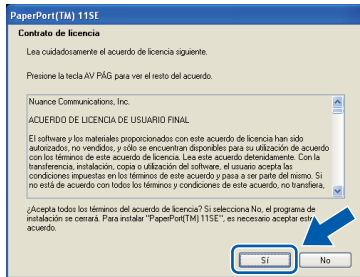 PaperPort(TM) 11SE
Contrato de licencia
Lea cuidadosamente el acuerdo de licencia siguiente.
Presione la tecla AV PÁG para ver el resto del acuerdo.
Nuance Communications, Inc.
ACUERDO DE LICENCIA DE USUARIO FINAL
El software y los materiales proporcionados con este acuerdo de licencia han sido
autorizados, no vendidos, y sólo se encuentran disponibles para su utilización de acuerdo
con los términos de este acuerdo de licencia. Lea este acuerdo detenidamente. Con la
transferencia, instalación, copia o utilización del software, el usuario acepta las
condiciones impuestas en los términos de este acuerdo y pasa a ser parte del mismo. Si
no está de acuerdo con todos los términos y condiciones de este acuerdo, no transfiera,
¿Acepta todos los términos del acuerdo de licencia? Si selecciona No, el programa de
instalación se cerrará. Para instalar "PaperPort(TM) 11SE", es necesario aceptar este
acuerdo.
Sí
No